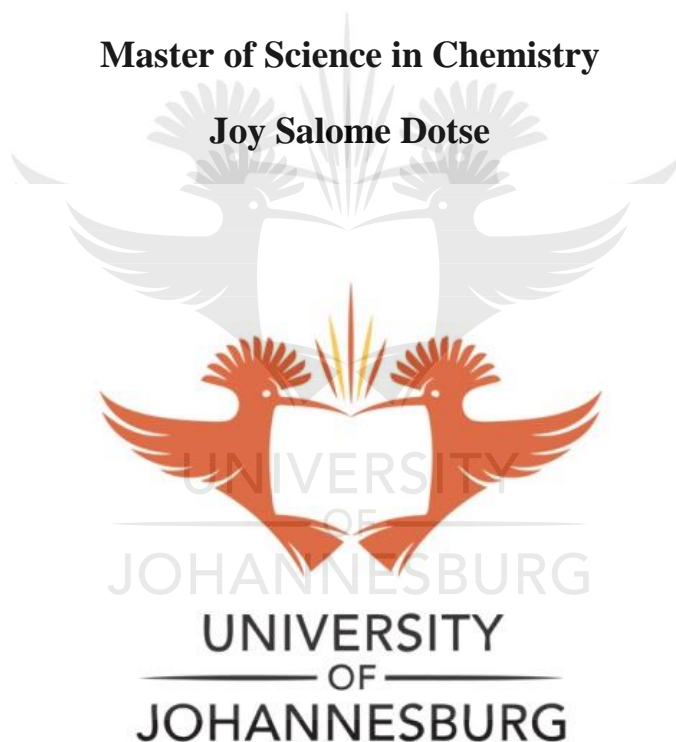 Master of Science in Chemistry
Joy Salome Dotse
UNIVERSITY
OF
JOHANNESBURG
UNIVERSITY
OF
JOHANNESBURG